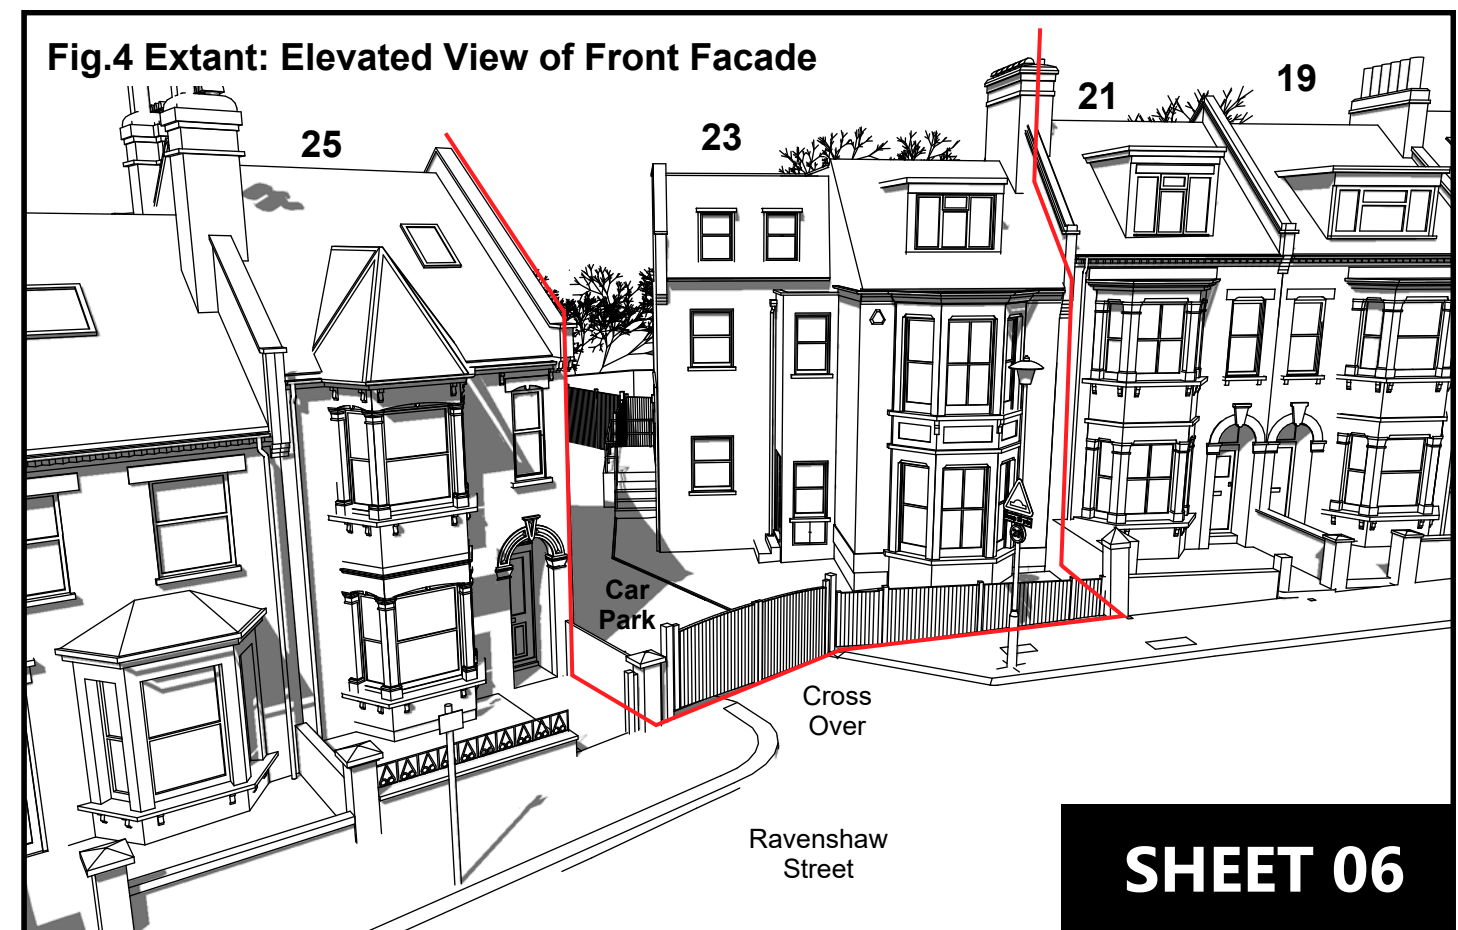 Fig.4 Extant: Elevated View of Front Facade
25
23
21
19
Car
Park
Cross
Over
Ravenshaw
Street
SHEET 06